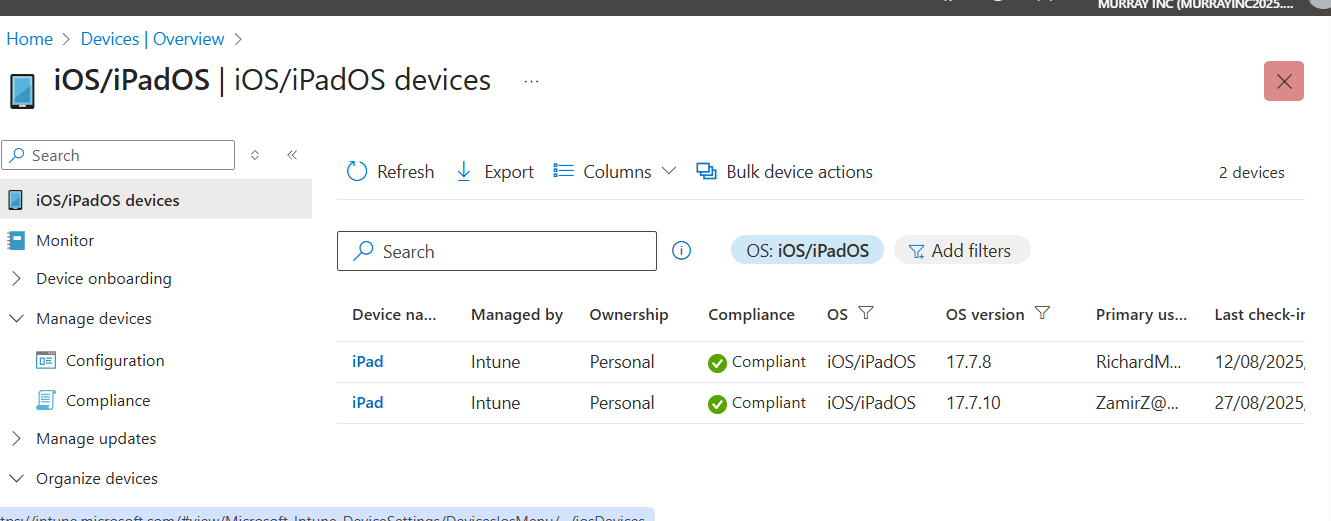 MURRAY INC (MURRAYINC2025....
Home > Devices | Overview >
iOS/iPadOS | iOS/iPadOS devices ...
Search
Refresh Export Columns Bulk device actions 2 devices
iOS/iPadOS devices
Monitor
Search OS: iOS/iPadOS Add filters
Device onboarding
Manage devices
Device na... Managed by Ownership Compliance OS OS version Primary us... Last check-in
iPad Intune Personal Compliant iOS/iPadOS 17.7.8 RichardM... 12/08/2025,
Configuration
iPad Intune Personal Compliant iOS/iPadOS 17.7.10 ZamirZ@... 27/08/2025,
Compliance
Manage updates
Organize devices
ttps://intune.microsoft.com/#view/Microsoft_Intune_DeviceSettings/DevicesIosMenu/~/iosDevices